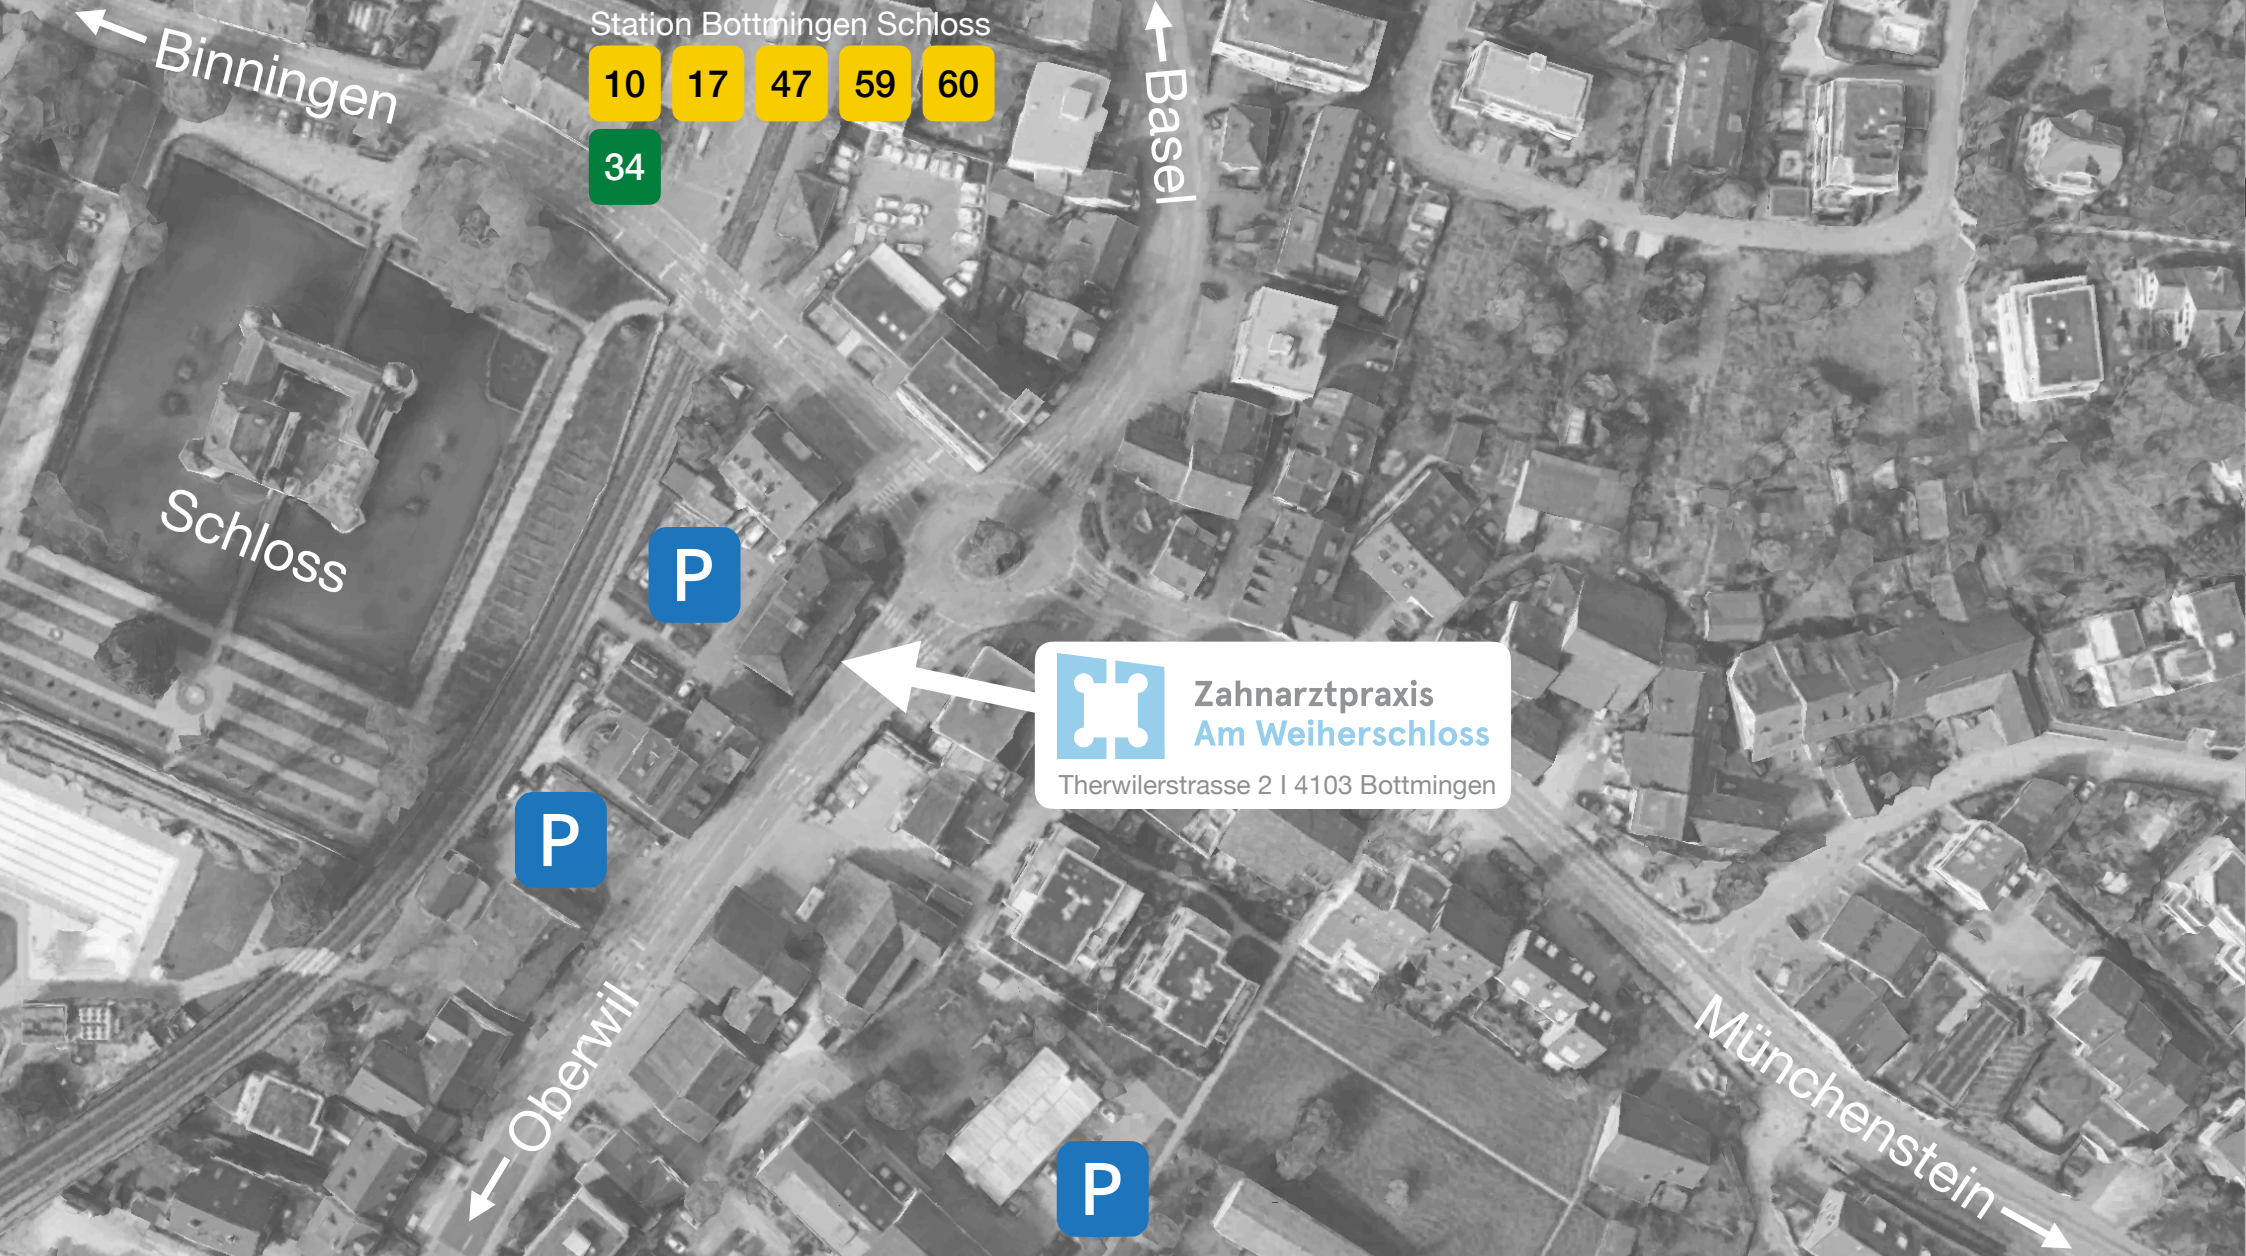 Station Bottmingen Schloss
10 17 47 59 60
34
Binningen
Basel
Schloss
P
Zahnarztpraxis
Am Weiherschloss
Therwilerstrasse 2 I 4103 Bottmingen
P
Oberwil
Münchenstein
P